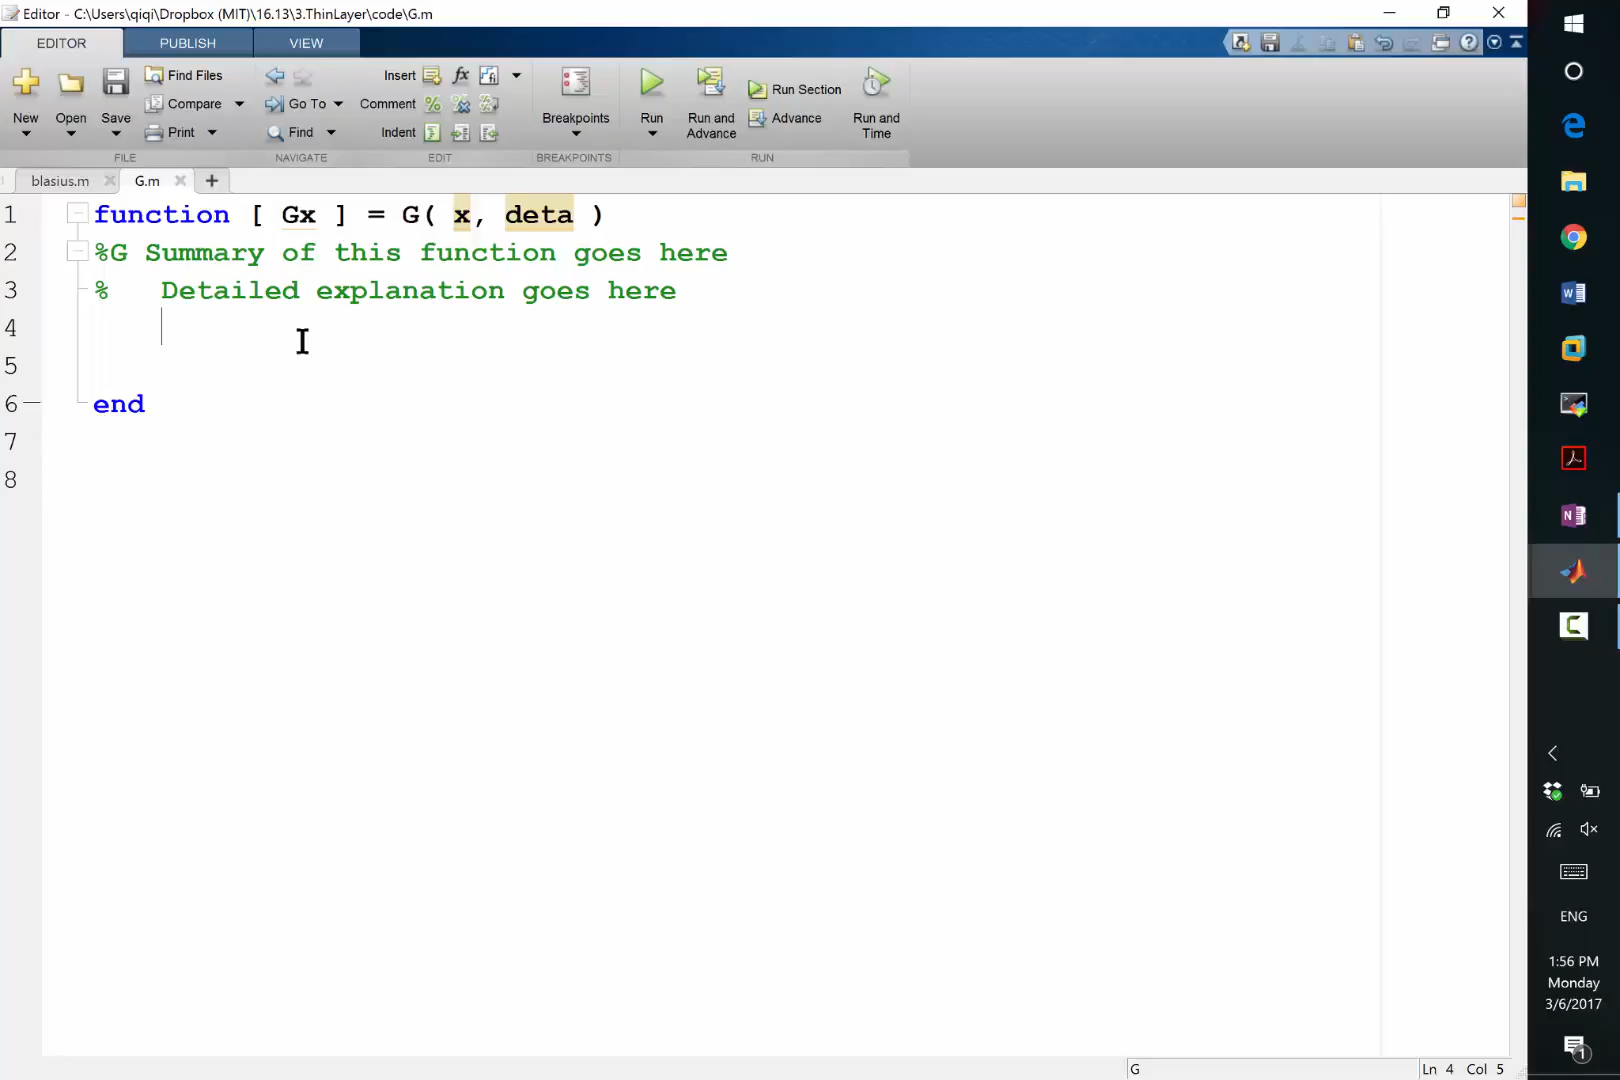 Editor - C:\Users\qiqi\Dropbox (MIT)\16.13\3.ThinLayer\code\G.m
EDITOR PUBLISH VIEW
New Open Save Find Files Compare Print
Go To Find
Insert Comment Indent
Breakpoints
Run Run and Advance Run Section Advance Run and Time
FILE NAVIGATE EDIT BREAKPOINTS RUN
blasius.m G.m
1 function [ Gx ] = G( x, deta )
2 %G Summary of this function goes here
3 %   Detailed explanation goes here
4
5
6 end
7
8
G
Ln 4 Col 5
ENG
1:56 PM
Monday
3/6/2017
1